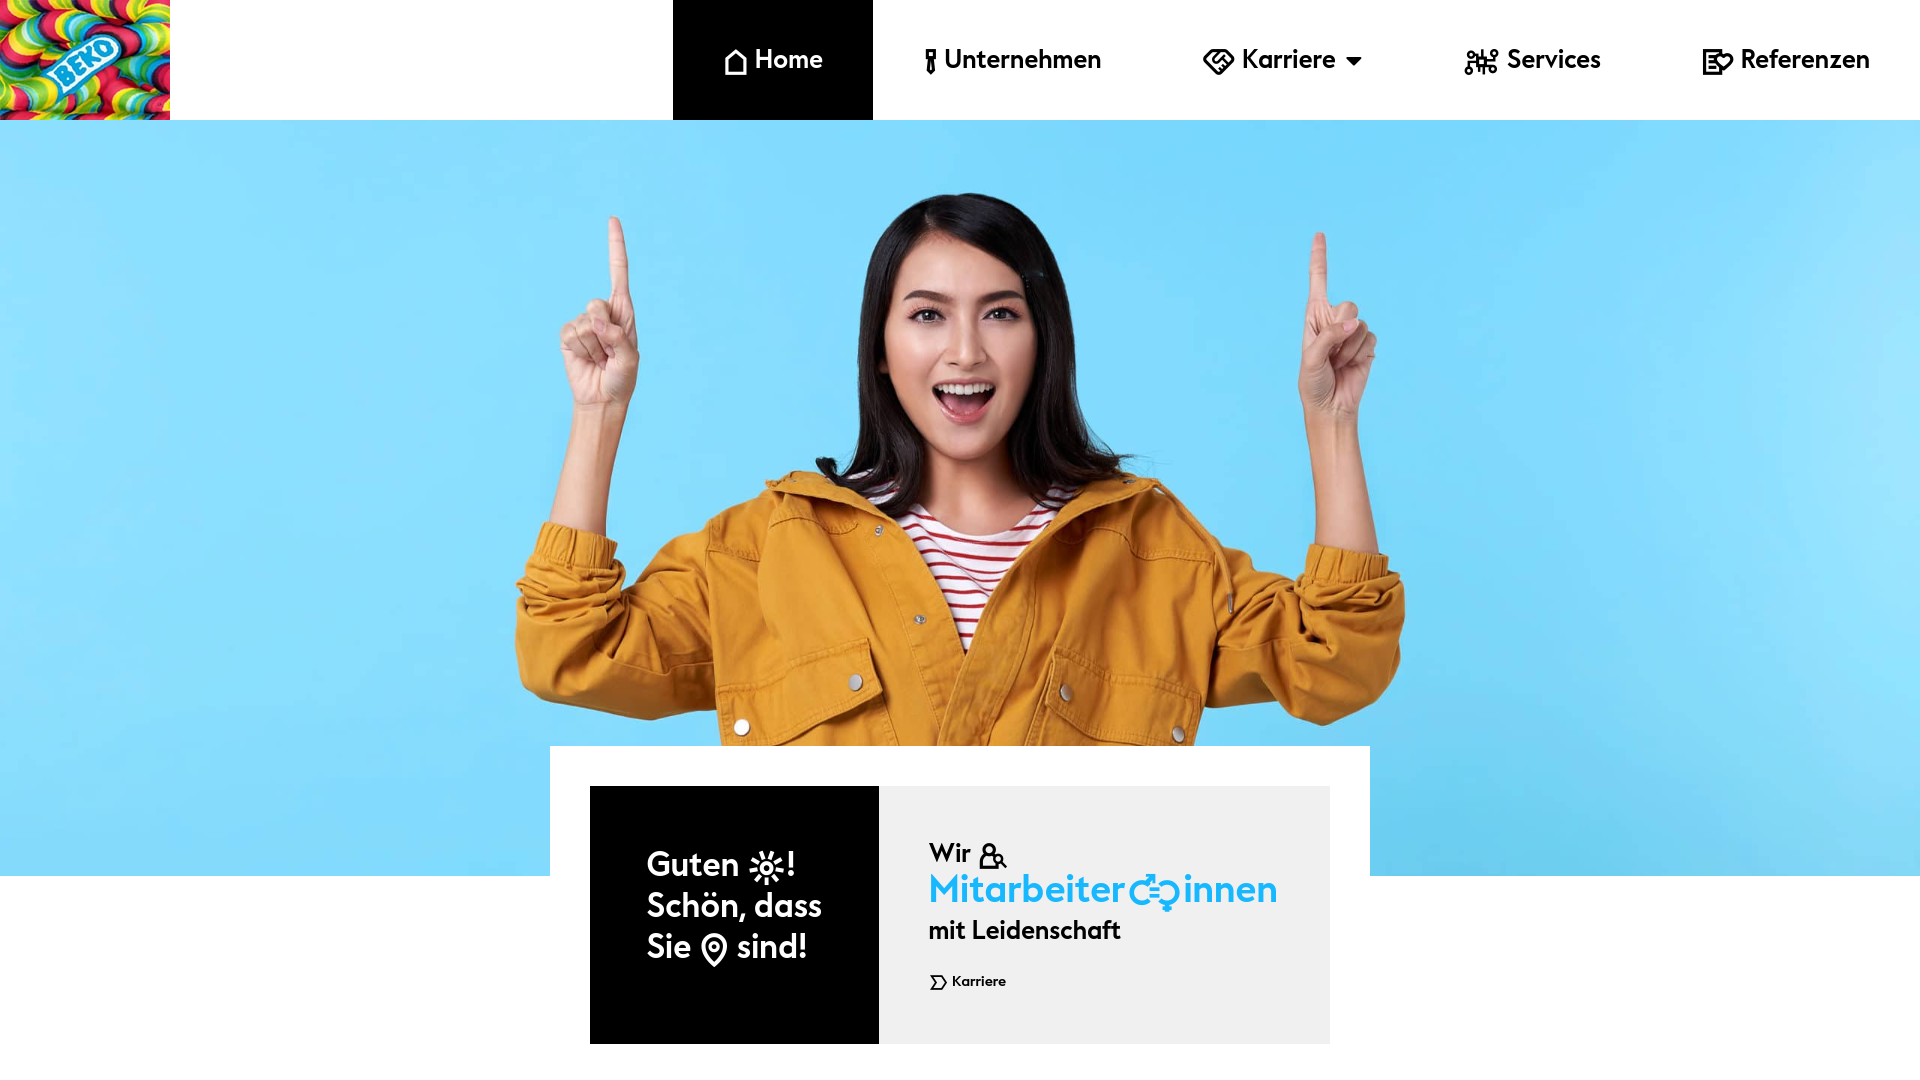 BEKO
Home
Unternehmen
Karriere
Services
Referenzen
Guten !
Schön, dass
Sie sind!
Wir
Mitarbeiter innen
mit Leidenschaft
Karriere